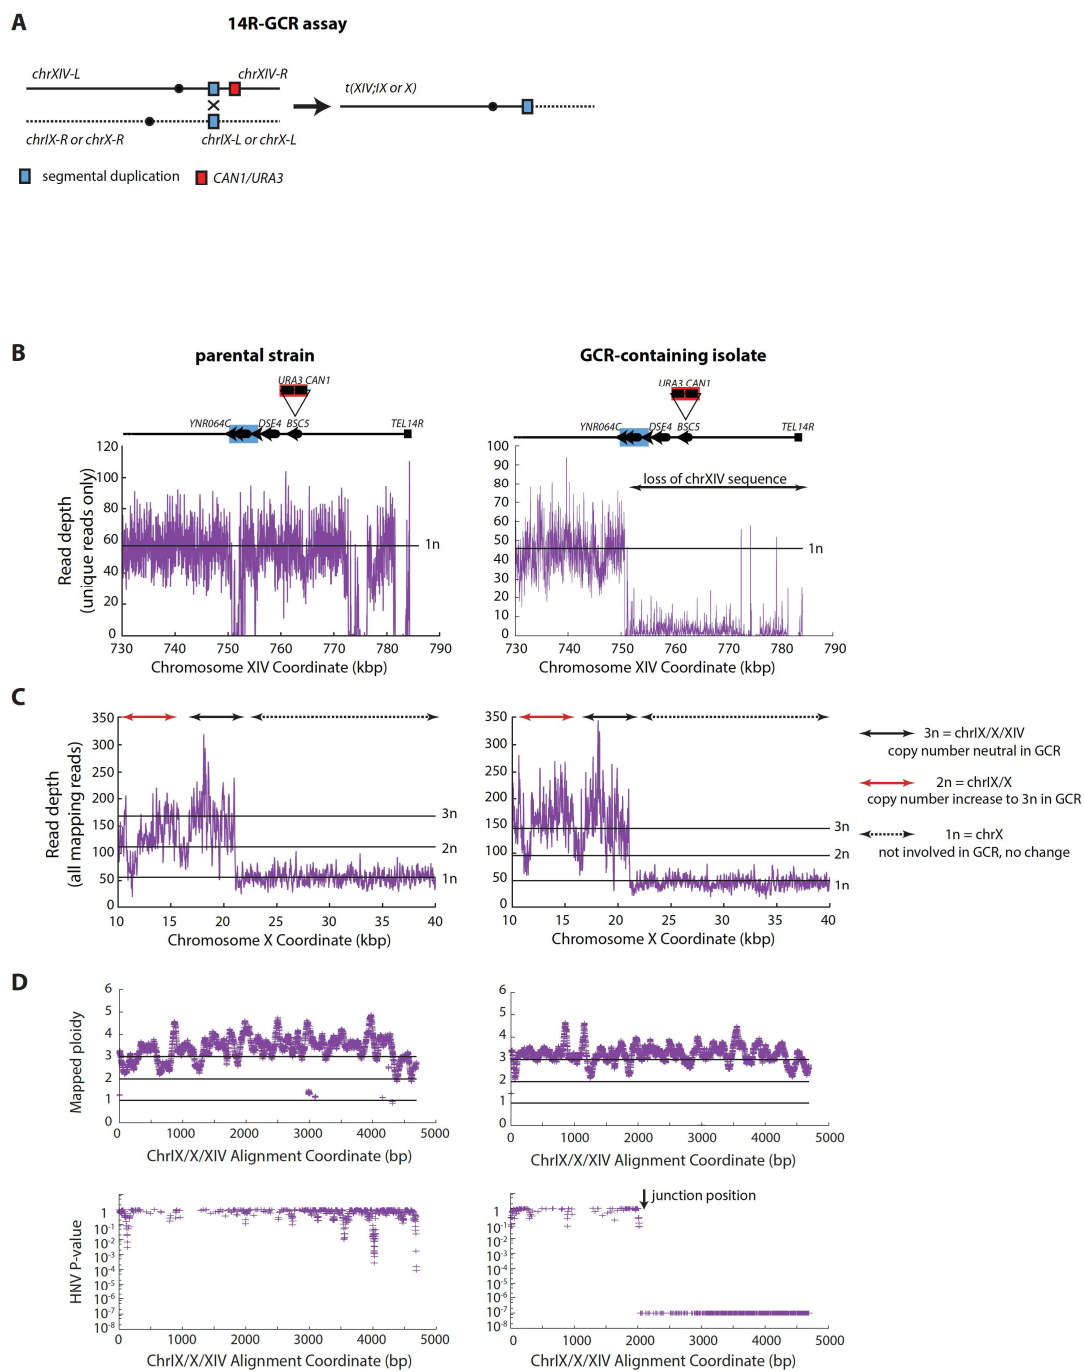 A
14R-GCR assay
chrXIV-L
chrXIV-R
t(XIV;IX or X)
chrIX-R or chrX-R
chrIX-L or chrX-L
segmental duplication
CAN1/URA3
B
parental strain
GCR-containing isolate
URA3 CAN1
URA3 CAN1
YNR064C
DSE4
BSC5
TEL14R
YNR064C
DSE4
BSC5
TEL14R
Read depth
(unique reads only)
120
100
80
60
40
20
0
1n
730
740
750
760
770
780
790
Chromosome XIV Coordinate (kbp)
100
90
80
70
60
50
40
30
20
10
0
loss of chrXIV sequence
1n
730
740
750
760
770
780
790
Chromosome XIV Coordinate (kbp)
C
Read depth
(all mapping reads)
350
300
250
200
150
100
50
0
3n
2n
1n
10
15
20
25
30
35
40
Chromosome X Coordinate (kbp)
350
300
250
200
150
100
50
0
3n
2n
1n
10
15
20
25
30
35
40
Chromosome X Coordinate (kbp)
3n = chrIX/X/XIV
copy number neutral in GCR
2n = chrIX/X
copy number increase to 3n in GCR
1n = chrX
not involved in GCR, no change
D
Mapped ploidy
6
5
4
3
2
1
0
0
1000
2000
3000
4000
5000
ChrIX/X/XIV Alignment Coordinate (bp)
6
5
4
3
2
1
0
0
1000
2000
3000
4000
5000
ChrIX/X/XIV Alignment Coordinate (bp)
HNV P-value
1
10-1
10-2
10-3
10-4
10-5
10-6
10-7
10-8
0
1000
2000
3000
4000
5000
ChrIX/X/XIV Alignment Coordinate (bp)
junction position
1
10-1
10-2
10-3
10-4
10-5
10-6
10-7
10-8
0
1000
2000
3000
4000
5000
ChrIX/X/XIV Alignment Coordinate (bp)